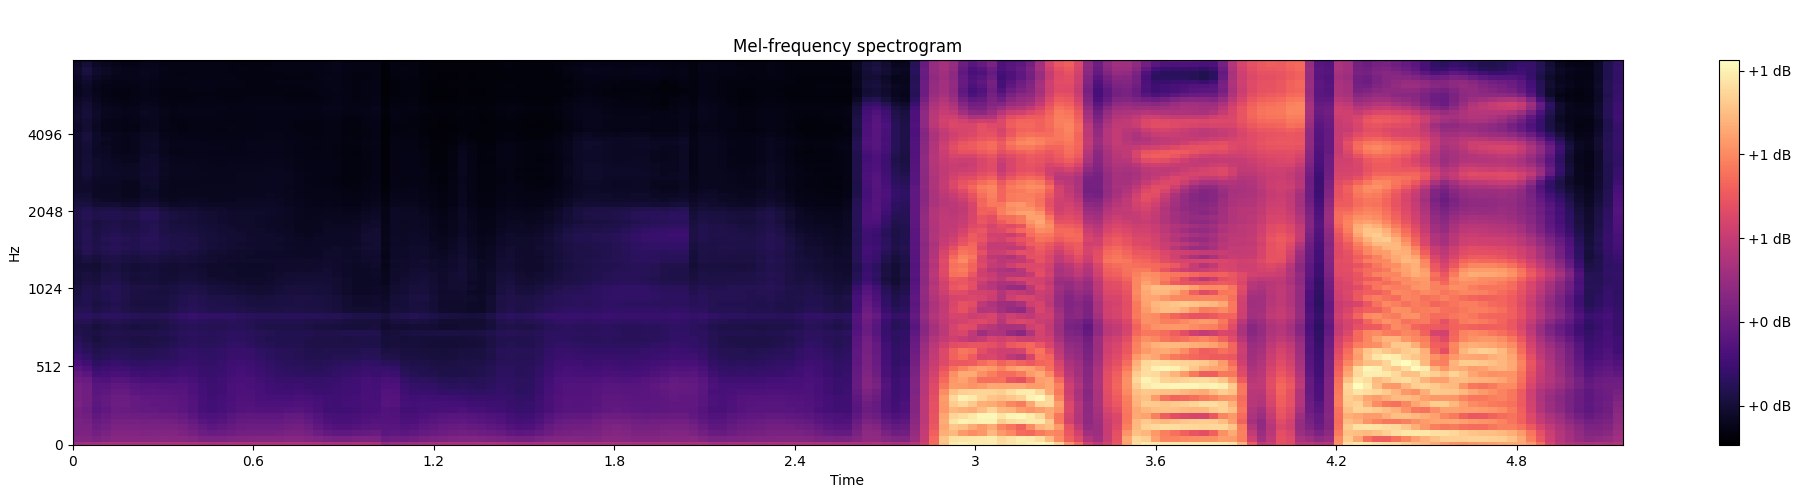 Mel-frequency spectrogram
+1 dB
4096
+1 dB
2048
+1 dB
Hz
1024
+0 dB
512
+0 dB
0
0 0.6 1.2 1.8 2.4 3 3.6 4.2 4.8
Time